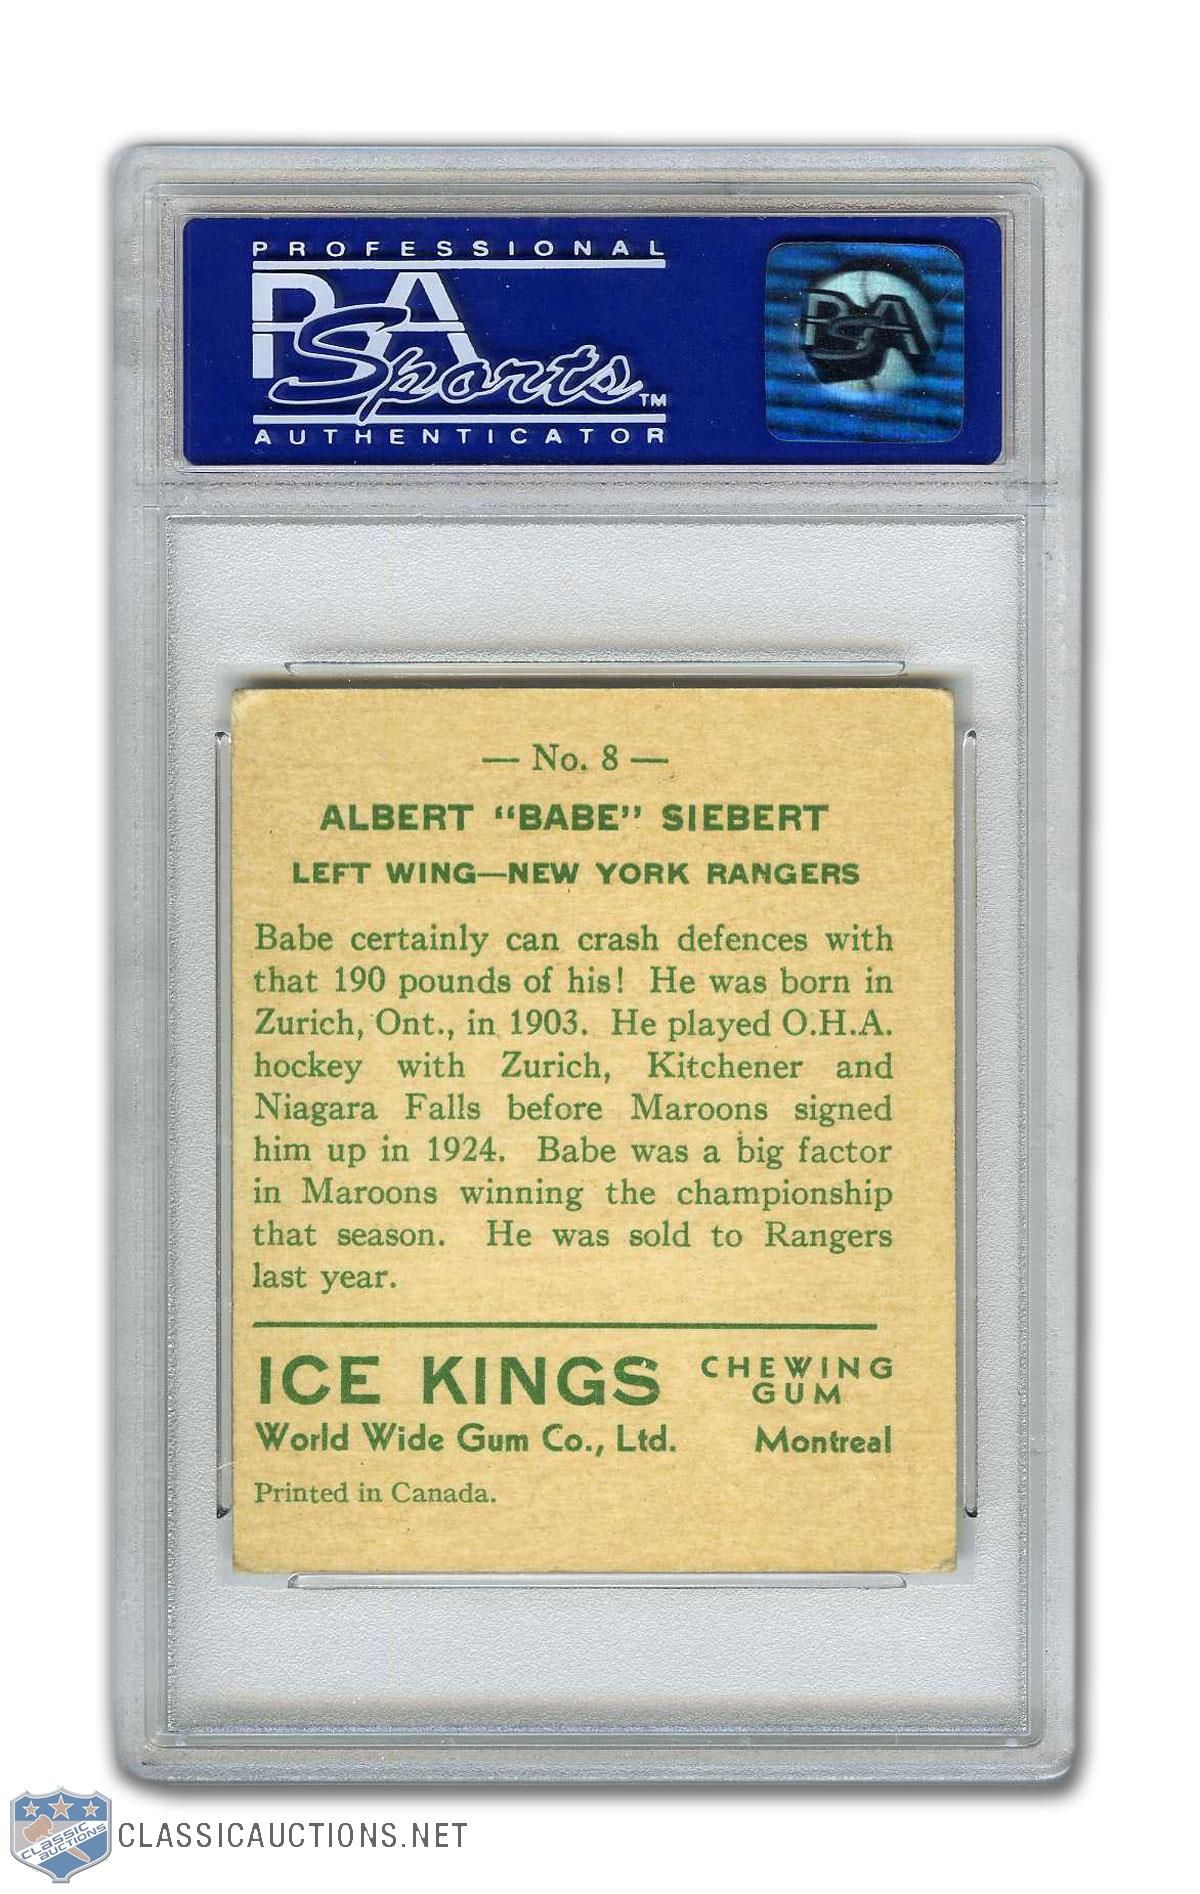 PROFESSIONAL
PSA
Sports™
AUTHENTICATOR
PSA
— No. 8 —
ALBERT "BABE" SIEBERT
LEFT WING—NEW YORK RANGERS
Babe certainly can crash defences with
that 190 pounds of his! He was born in
Zurich, Ont., in 1903. He played O.H.A.
hockey with Zurich, Kitchener and
Niagara Falls before Maroons signed
him up in 1924. Babe was a big factor
in Maroons winning the championship
that season. He was sold to Rangers
last year.
ICE KINGS CHEWING GUM
World Wide Gum Co., Ltd. Montreal
Printed in Canada.
CLASSIC AUCTIONS
CLASSICAUCTIONS.NET